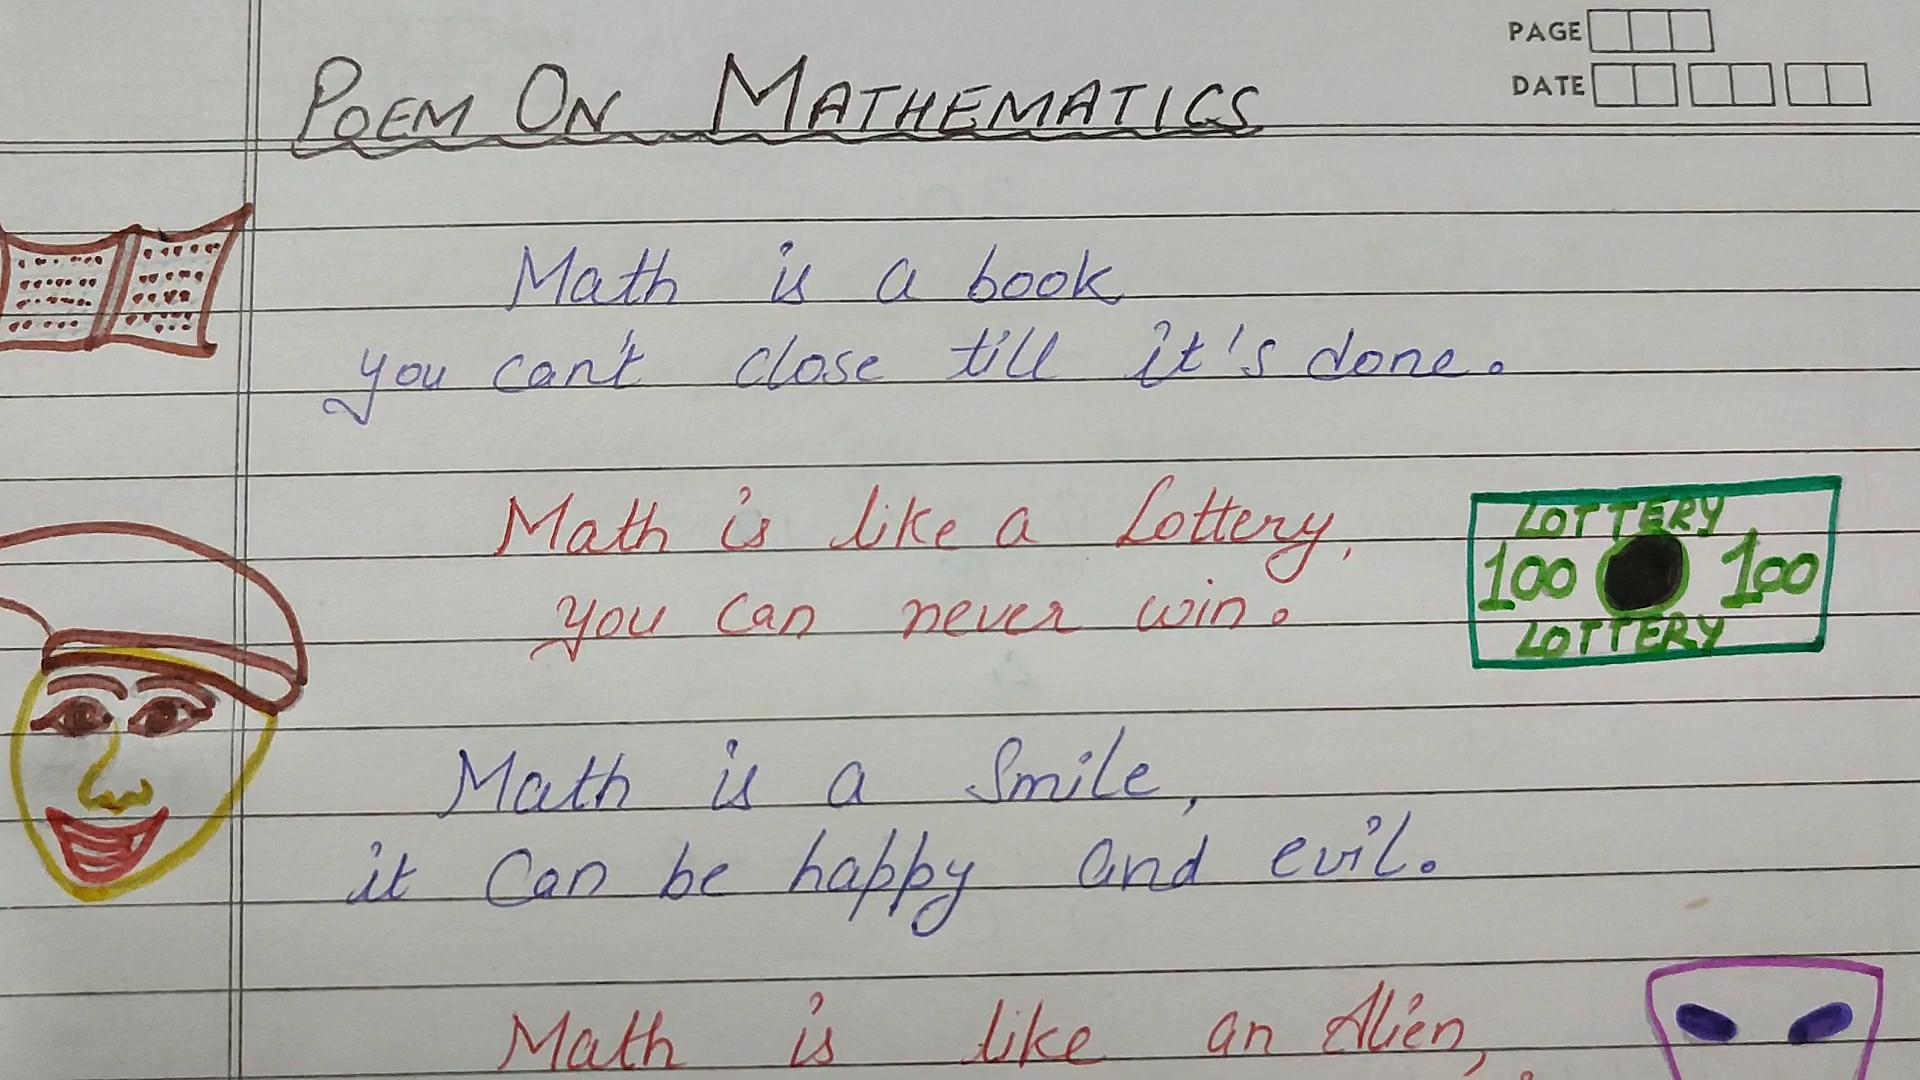 PAGE
DATE
POEM ON MATHEMATICS
Math is a book
you can't close till it's done.
Math is like a Lottery,
you can never win.
LOTTERY
100 100
LOTTERY
Math is a Smile,
it Can be happy and evil.
Math is like an Alien,